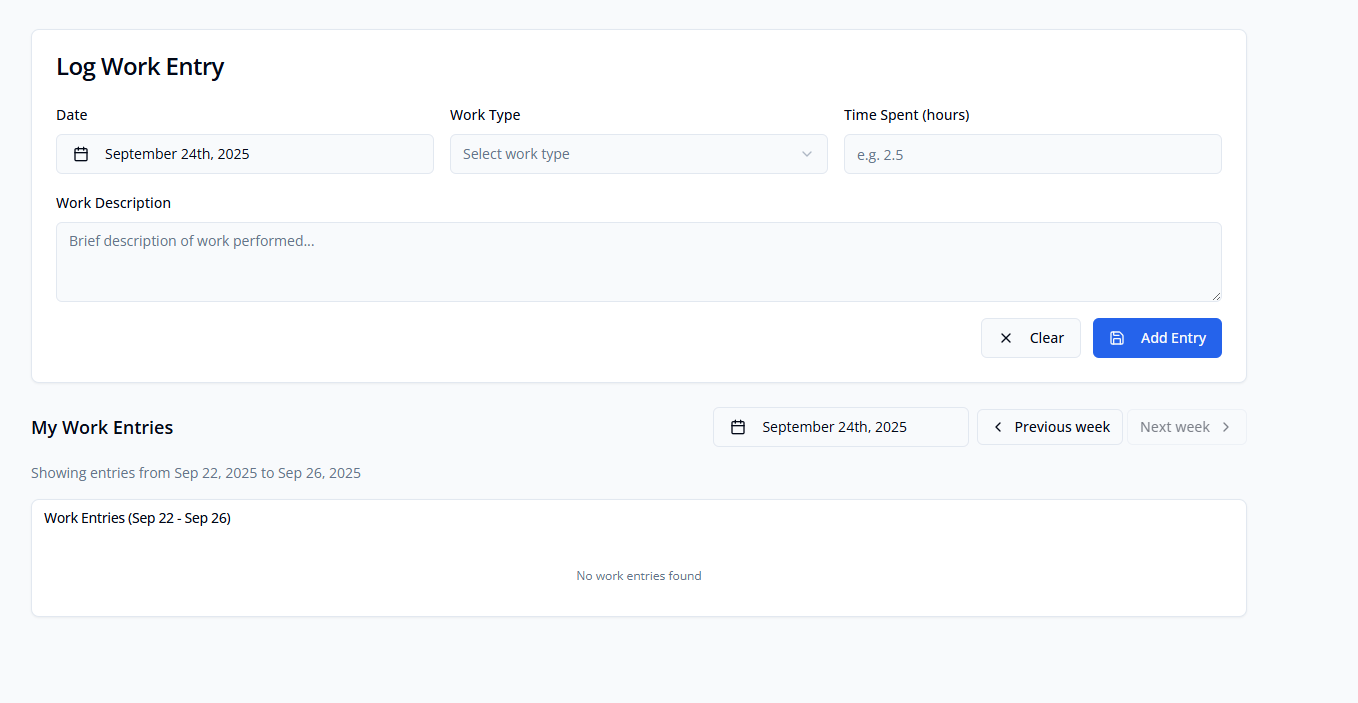 Log Work Entry
Date
Work Type
Time Spent (hours)
September 24th, 2025
Select work type
e.g. 2.5
Work Description
Brief description of work performed...
Clear
Add Entry
My Work Entries
September 24th, 2025
Previous week
Next week
Showing entries from Sep 22, 2025 to Sep 26, 2025
Work Entries (Sep 22 - Sep 26)
No work entries found